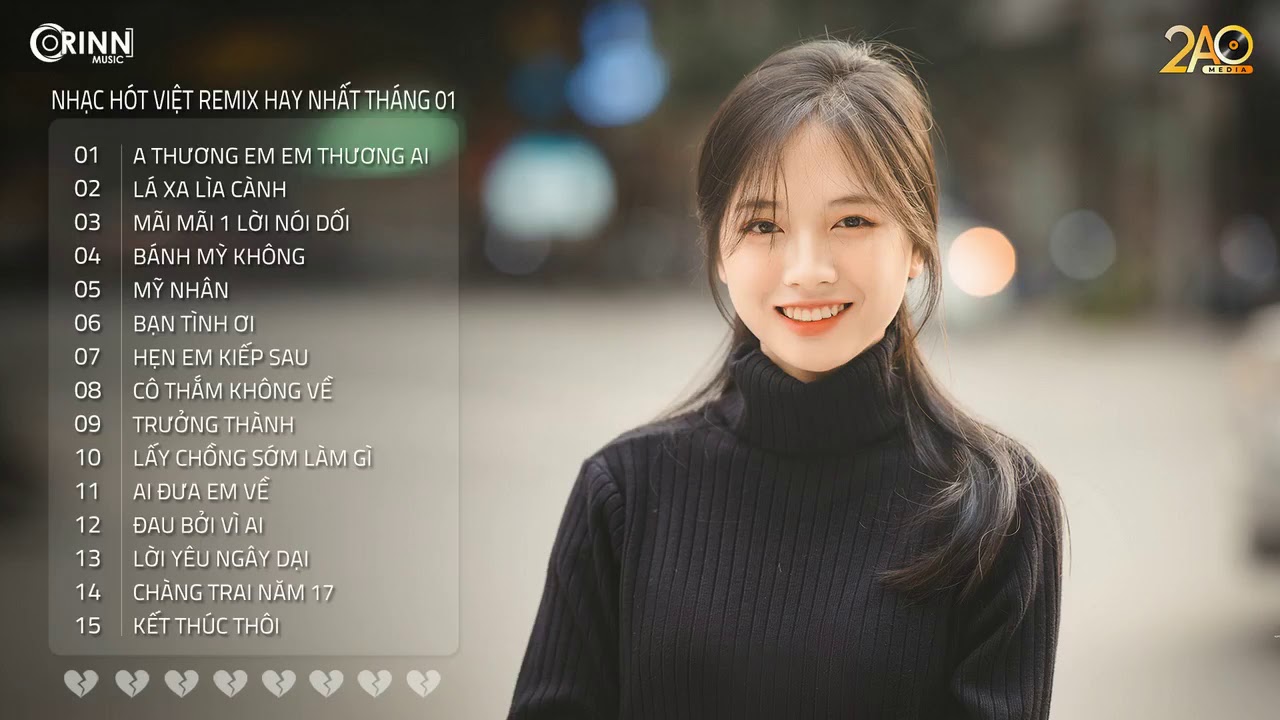 ORINN
MUSIC
2AO
MEDIA
NHẠC HÓT VIỆT REMIX HAY NHẤT THÁNG 01
01 A THƯƠNG EM EM THƯƠNG AI
02 LÁ XA LÌA CÀNH
03 MÃI MÃI 1 LỜI NÓI DỐI
04 BÁNH MỲ KHÔNG
05 MỸ NHÂN
06 BẠN TÌNH ƠI
07 HẸN EM KIẾP SAU
08 CÔ THẮM KHÔNG VỀ
09 TRƯỞNG THÀNH
10 LẤY CHỒNG SỚM LÀM GÌ
11 AI ĐƯA EM VỀ
12 ĐAU BỞI VÌ AI
13 LỜI YÊU NGÂY DẠI
14 CHÀNG TRAI NĂM 17
15 KẾT THÚC THÔI